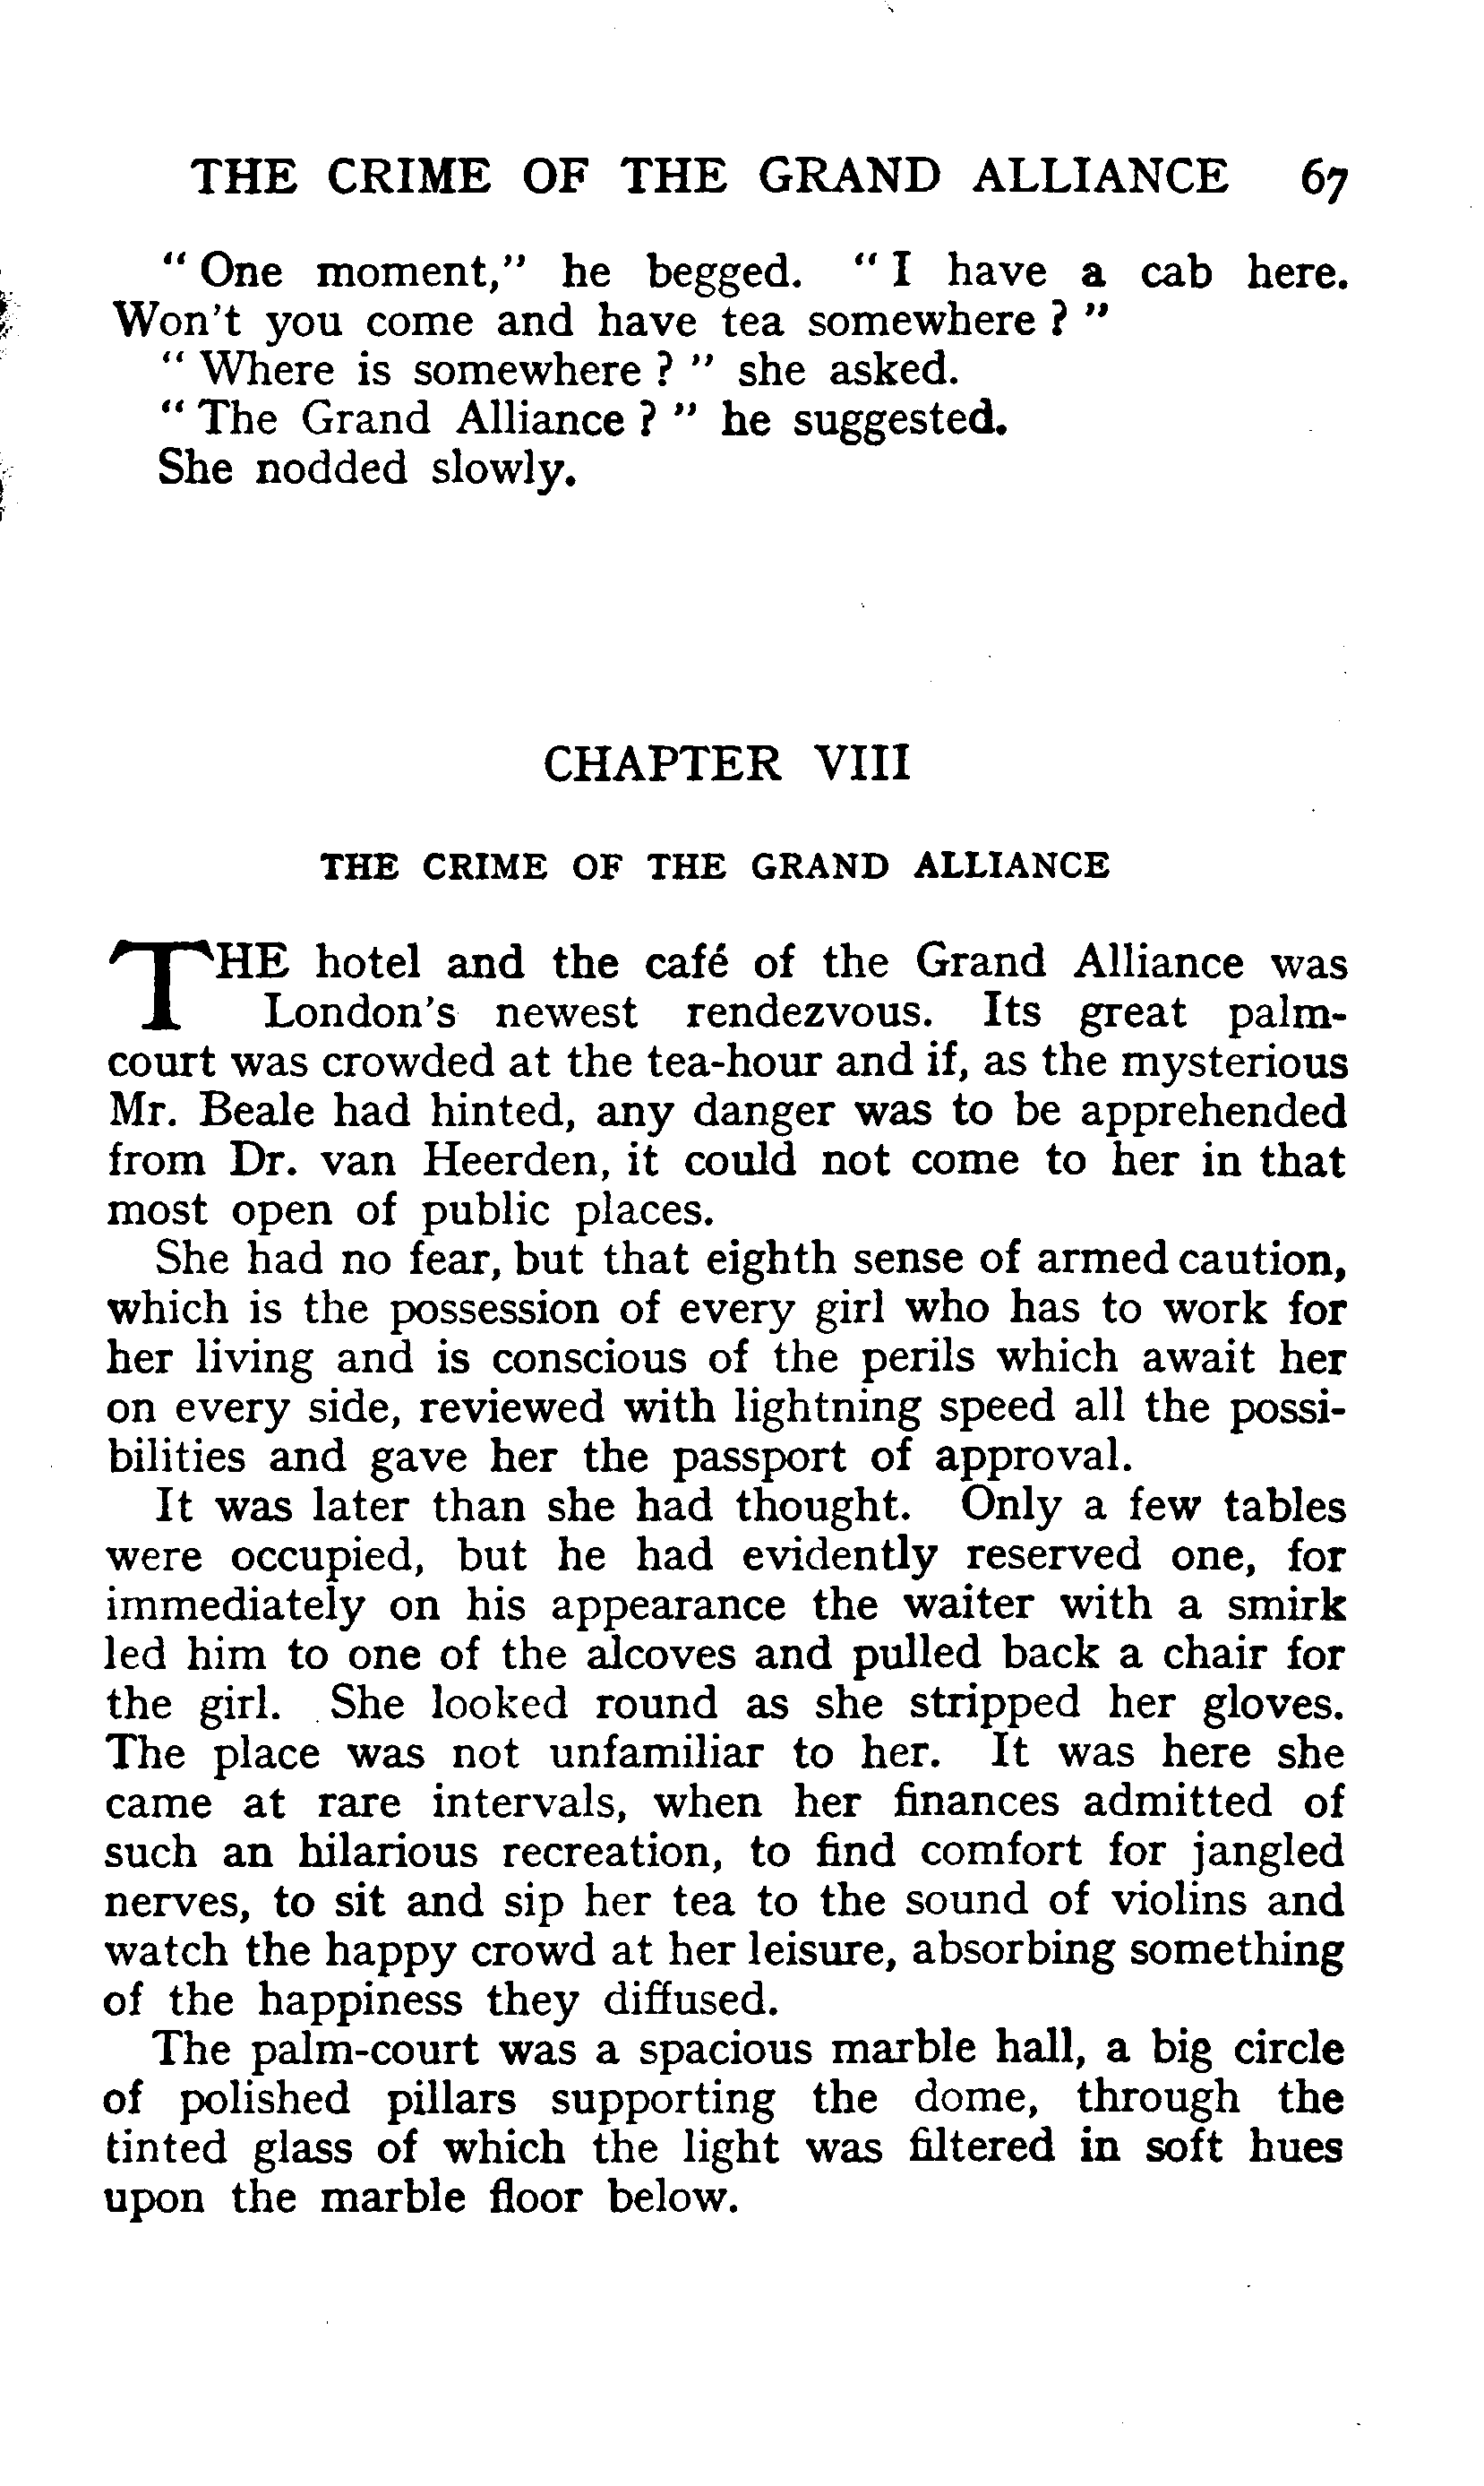 THE CRIME OF THE GRAND ALLIANCE 67
" One moment," he begged. " I have a cab here.
Won't you come and have tea somewhere ? "
" Where is somewhere ? " she asked.
" The Grand Alliance ? " he suggested.
She nodded slowly.
CHAPTER VIII
THE CRIME OF THE GRAND ALLIANCE
THE hotel and the café of the Grand Alliance was
London's newest rendezvous. Its great palm-
court was crowded at the tea-hour and if, as the mysterious
Mr. Beale had hinted, any danger was to be apprehended
from Dr. van Heerden, it could not come to her in that
most open of public places.
She had no fear, but that eighth sense of armed caution,
which is the possession of every girl who has to work for
her living and is conscious of the perils which await her
on every side, reviewed with lightning speed all the possi-
bilities and gave her the passport of approval.
It was later than she had thought. Only a few tables
were occupied, but he had evidently reserved one, for
immediately on his appearance the waiter with a smirk
led him to one of the alcoves and pulled back a chair for
the girl. She looked round as she stripped her gloves.
The place was not unfamiliar to her. It was here she
came at rare intervals, when her finances admitted of
such an hilarious recreation, to find comfort for jangled
nerves, to sit and sip her tea to the sound of violins and
watch the happy crowd at her leisure, absorbing something
of the happiness they diffused.
The palm-court was a spacious marble hall, a big circle
of polished pillars supporting the dome, through the
tinted glass of which the light was filtered in soft hues
upon the marble floor below.